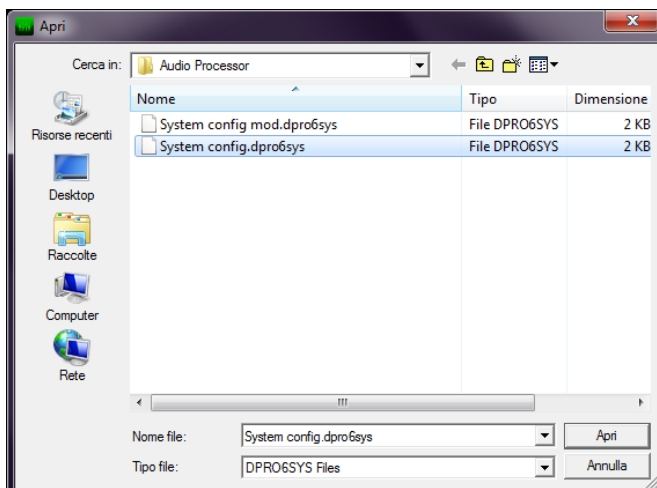 Apri
Cerca in: Audio Processor
Nome Tipo Dimensione
System config mod.dpro6sys File DPRO6SYS 2 KB
System config.dpro6sys File DPRO6SYS 2 KB
Risorse recenti
Desktop
Raccolte
Computer
Rete
Nome file: System config.dpro6sys Apri
Tipo file: DPRO6SYS Files Annulla